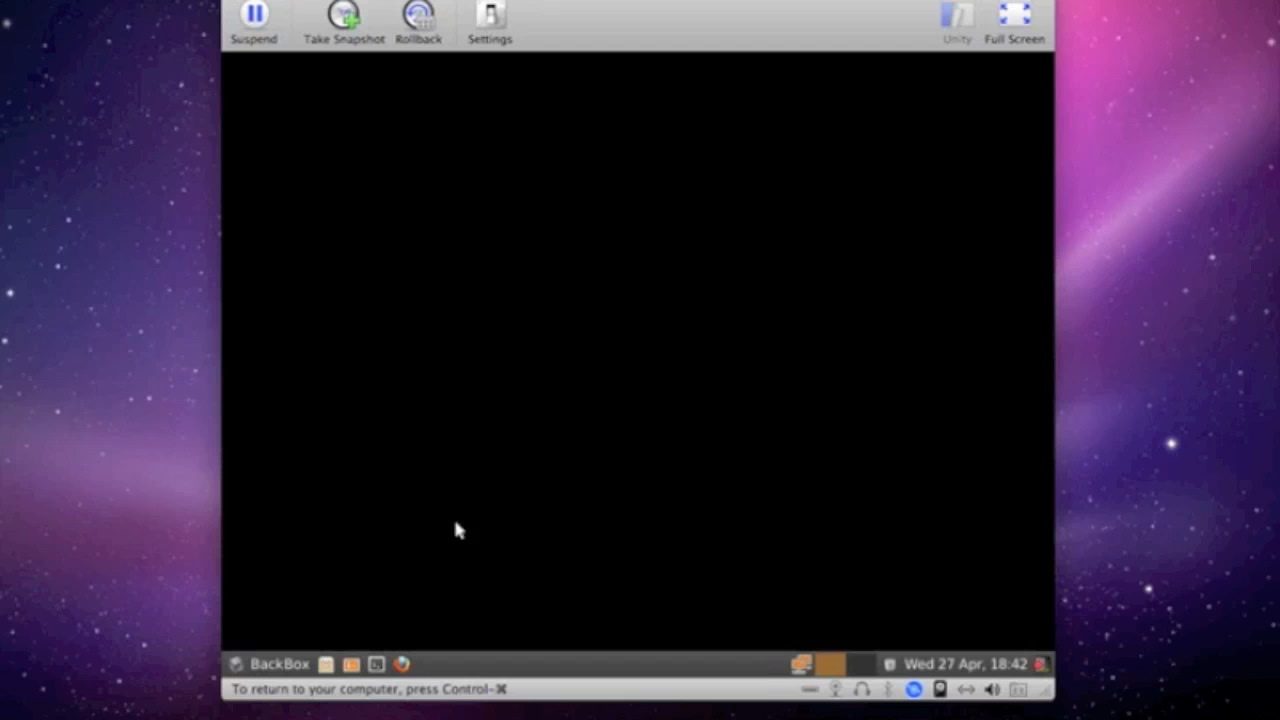 Suspend Take Snapshot Rollback Settings Unity Full Screen
BackBox Wed 27 Apr, 18:42
To return to your computer, press Control-⌘